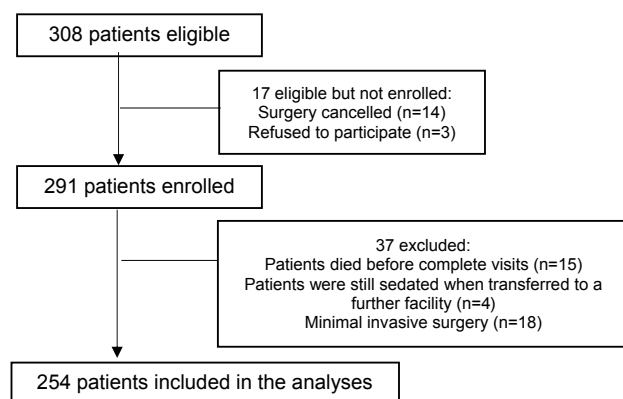 308 patients eligible
17 eligible but not enrolled:
Surgery cancelled (n=14)
Refused to participate (n=3)
291 patients enrolled
37 excluded:
Patients died before complete visits (n=15)
Patients were still sedated when transferred to a
further facility (n=4)
Minimal invasive surgery (n=18)
254 patients included in the analyses